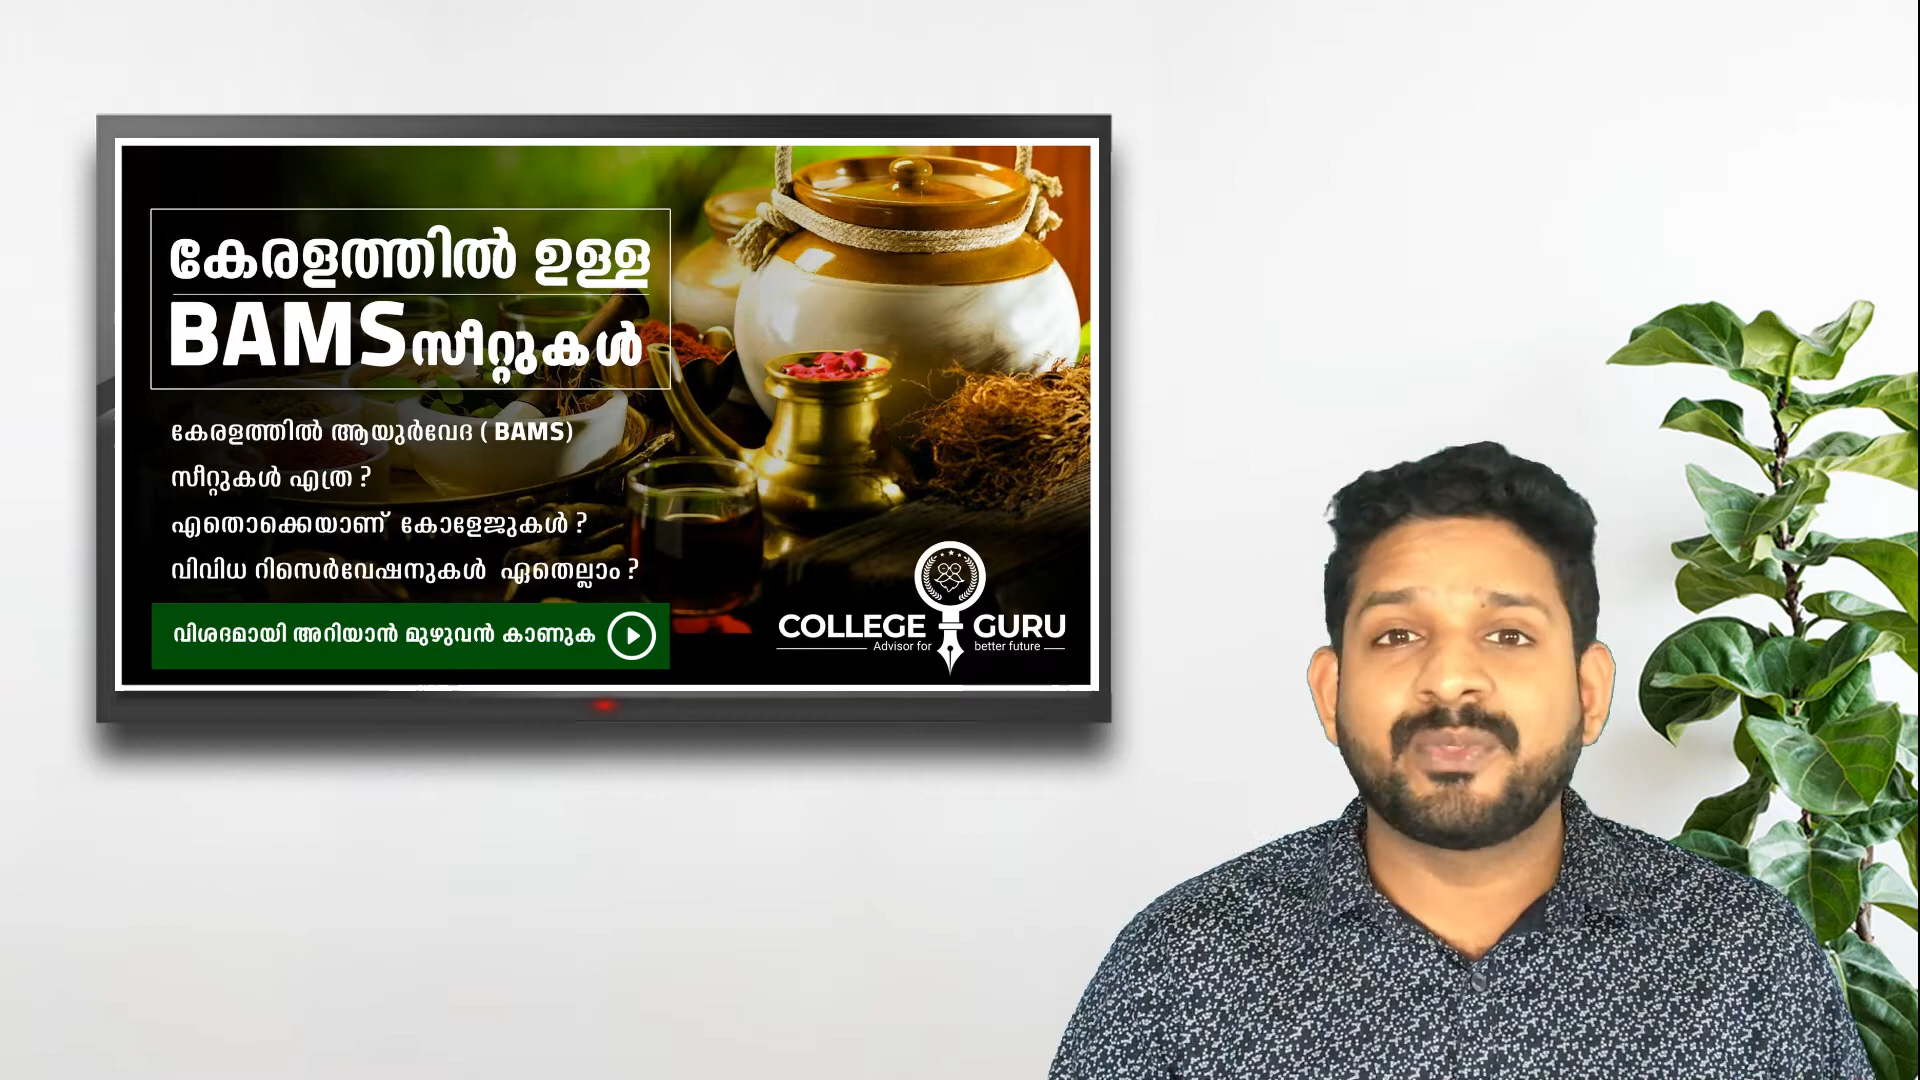 കേരളത്തിൽ ഉള്ള
BAMS സീറ്റുകൾ
കേരളത്തിൽ ആയുർവേദ ( BAMS)
സീറ്റുകൾ എത്ര ?
എതൊക്കെയാണ് കോളേജുകൾ ?
വിവിധ റിസെർവേഷനുകൾ ഏതെല്ലാം ?
വിശദമായി അറിയാൻ മുഴുവൻ കാണുക
COLLEGE GURU
Advisor for better future